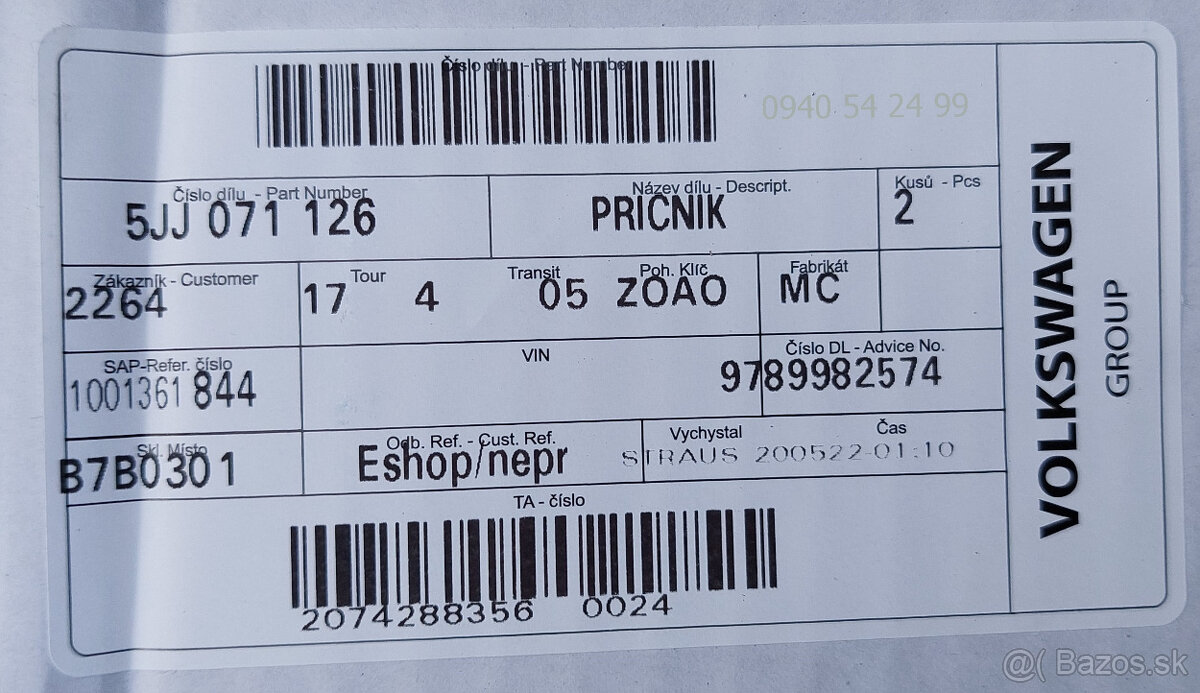 Číslo dílu - Part Number
0940 54 24 99
Číslo dílu - Part Number
5JJ 071 126
Název dílu - Descript.
PŘÍČNÍK
Kusů - Pcs
2
Zákazník - Customer
2264
Tour
17 4
Transit
05
Poh. Klíč
ZOAO
Fabrikát
MC
SAP-Refer. číslo
1001361 844
VIN
Číslo DL - Advice No.
9789982574
Skl. Místo
B7B0301
Odb. Ref. - Cust. Ref.
Eshop/nepr
Vychystal
Čas
STRAUS 200522-01:10
TA - číslo
2074288356 0024
VOLKSWAGEN
GROUP
@( Bazos.sk